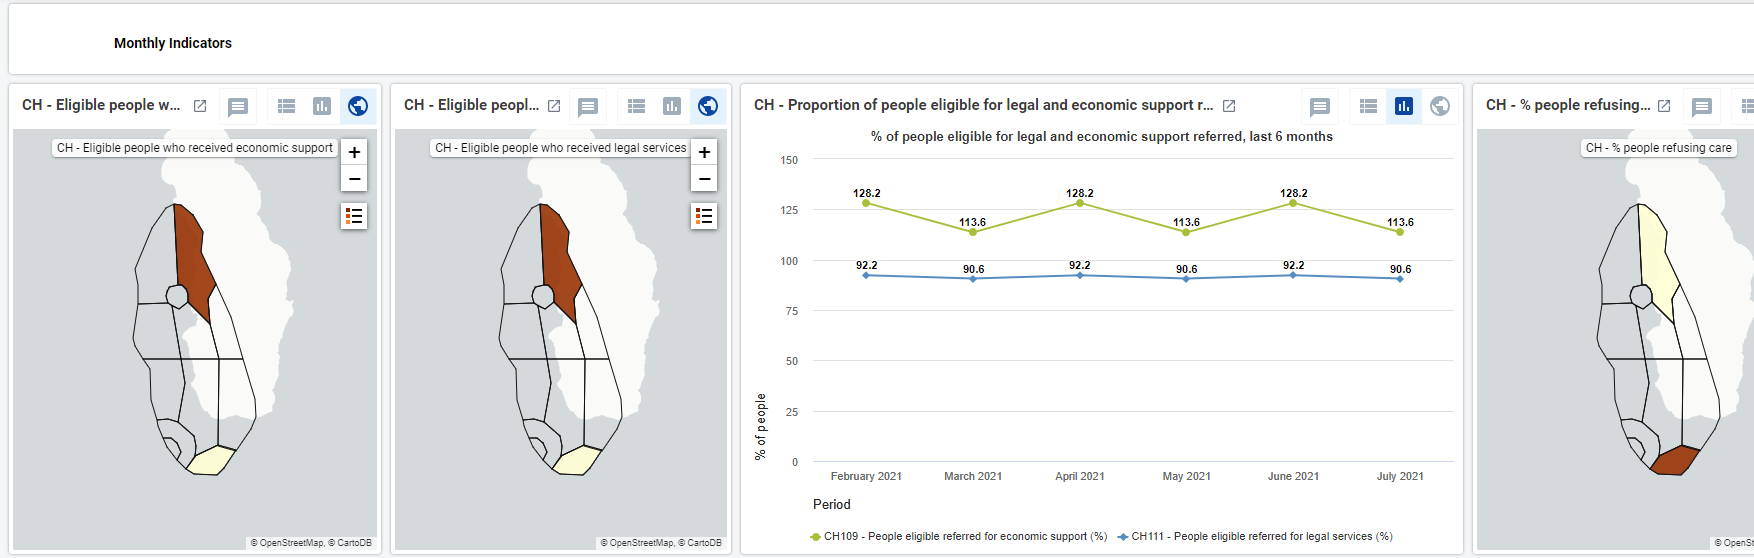 Monthly Indicators
CH - Eligible people w...
CH - Eligible people who received economic support
+
−
© OpenStreetMap, © CartoDB
CH - Eligible peopl...
CH - Eligible people who received legal services
+
−
© OpenStreetMap, © CartoDB
CH - Proportion of people eligible for legal and economic support r...
% of people eligible for legal and economic support referred, last 6 months
% of people
150
125
100
75
50
25
0
128.2 113.6 128.2 113.6 128.2 113.6
92.2 90.6 92.2 90.6 92.2 90.6
February 2021 March 2021 April 2021 May 2021 June 2021 July 2021
Period
CH109 - People eligible referred for economic support (%) CH111 - People eligible referred for legal services (%)
CH - % people refusing...
CH - % people refusing care
© OpenSt